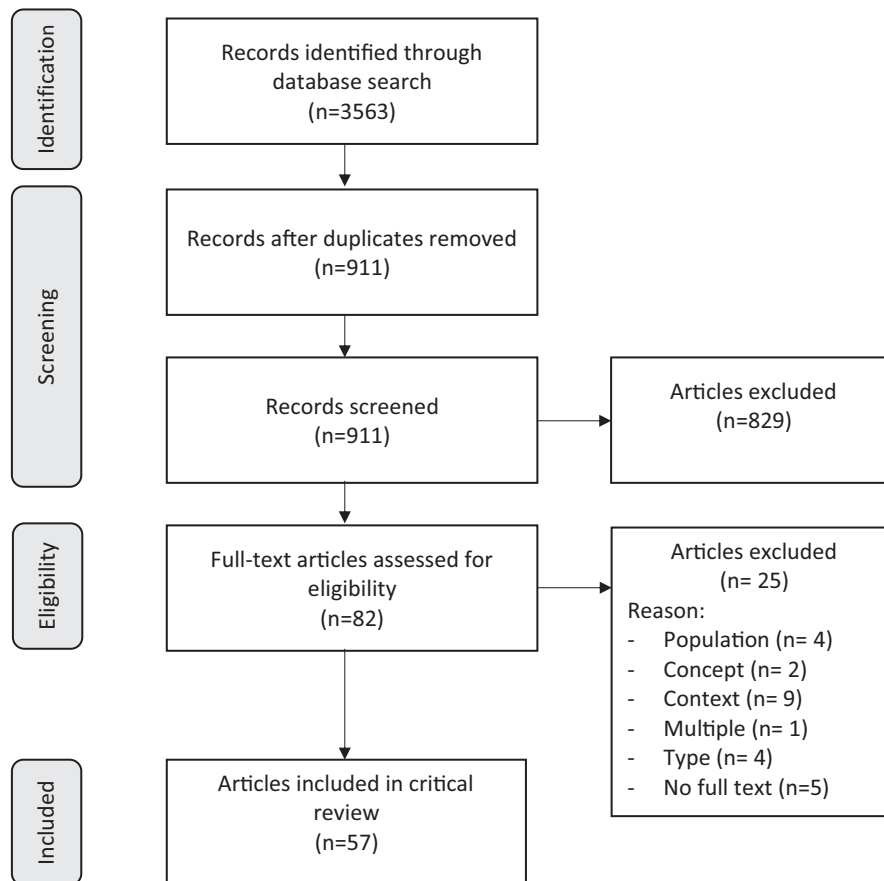 Identification
Records identified through
database search
(n=3563)
Screening
Records after duplicates removed
(n=911)
Records screened
(n=911)
Articles excluded
(n=829)
Eligibility
Full-text articles assessed for
eligibility
(n=82)
Articles excluded
(n= 25)
Reason:
- Population (n= 4)
- Concept (n= 2)
- Context (n= 9)
- Multiple (n= 1)
- Type (n= 4)
- No full text (n=5)
Included
Articles included in critical
review
(n=57)